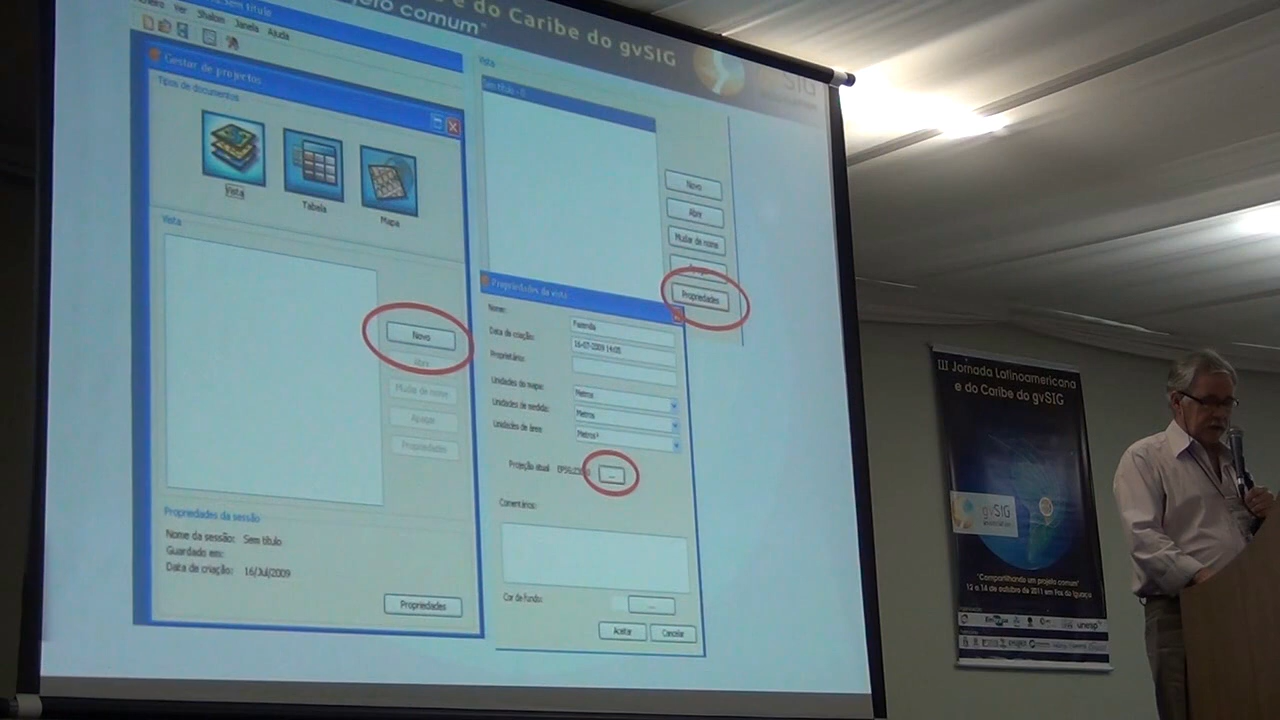 e do Caribe do gvSIG
projeto comum"
Sem título
Ver Shalom Janela Ajuda
Gestor de projectos
Tipos de documentos
Vista
Tabela
Mapa
Vista
Novo
Abrir
Mudar de nome
Apagar
Propriedades
Propriedades da sessão
Nome da sessão: Sem título
Guardado em:
Data de criação: 16/Jul/2009
Propriedades
Vista
Sem título - 0
Novo
Abrir
Mudar de nome
Propriedades
Propriedades da vista
Nome: Fazenda
Data de criação: 16-07-2009 14:05
Proprietários:
Unidades do mapa: Metros
Unidades de medida: Metros
Unidades de área: Metros²
Projeção atual
...
Comentários:
Cor de fundo: ...
Aceitar Cancelar
III Jornada Latinoamericana
e do Caribe do gvSIG
gvSIG
"Compartilhando um projeto comum"
12 a 14 de outubro de 2011 em Foz do Iguaçu
unesp